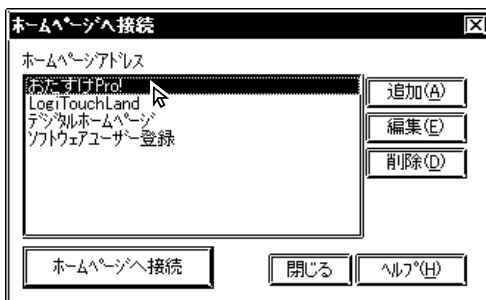 ホームページへ接続
ホームページアドレス
おたすけPro!
LogiTouchLand
デジタルホームページ
ソフトウェアユーザー登録
追加(A)
編集(E)
削除(D)
ホームページへ接続
閉じる
ヘルプ(H)